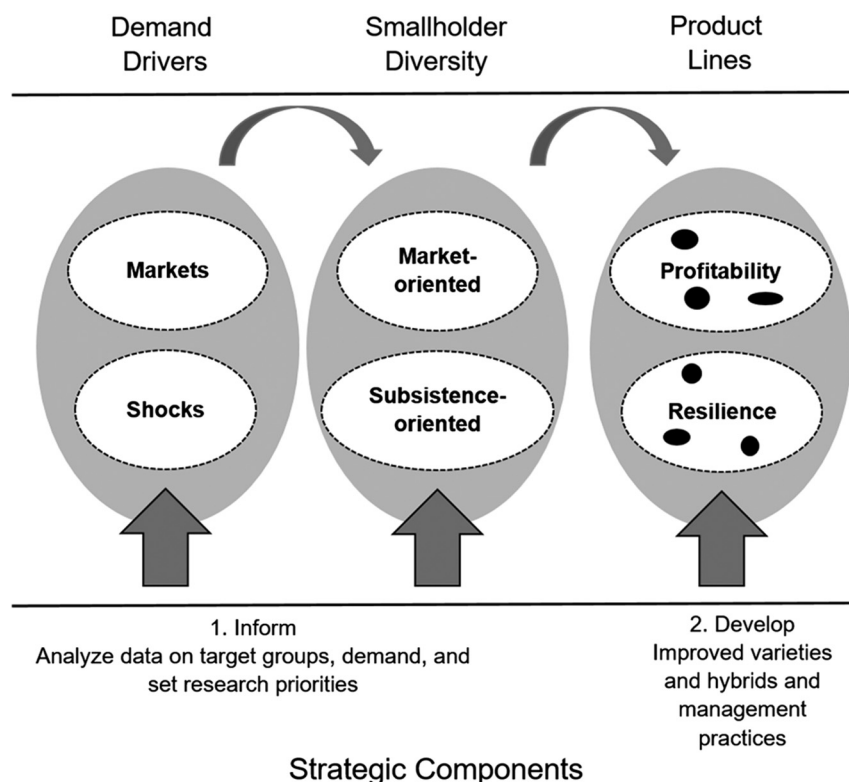 Demand
Drivers
Smallholder
Diversity
Product
Lines
Markets
Shocks
Market-
oriented
Subsistence-
oriented
Profitability
Resilience
1. Inform
Analyze data on target groups, demand, and
set research priorities
2. Develop
Improved varieties
and hybrids and
management
practices
Strategic Components